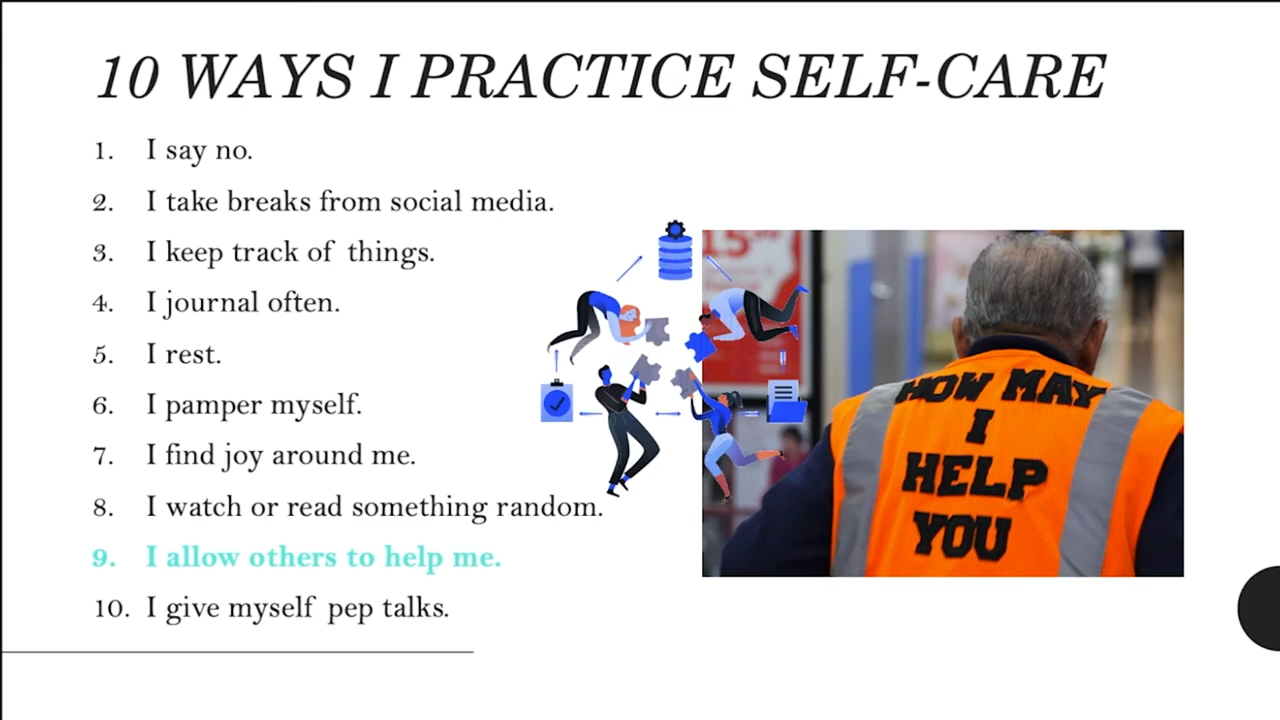 10 WAYS I PRACTICE SELF-CARE
1. I say no.
2. I take breaks from social media.
3. I keep track of things.
4. I journal often.
5. I rest.
6. I pamper myself.
7. I find joy around me.
8. I watch or read something random.
9. I allow others to help me.
10. I give myself pep talks.
HOW MAY
I
HELP
YOU